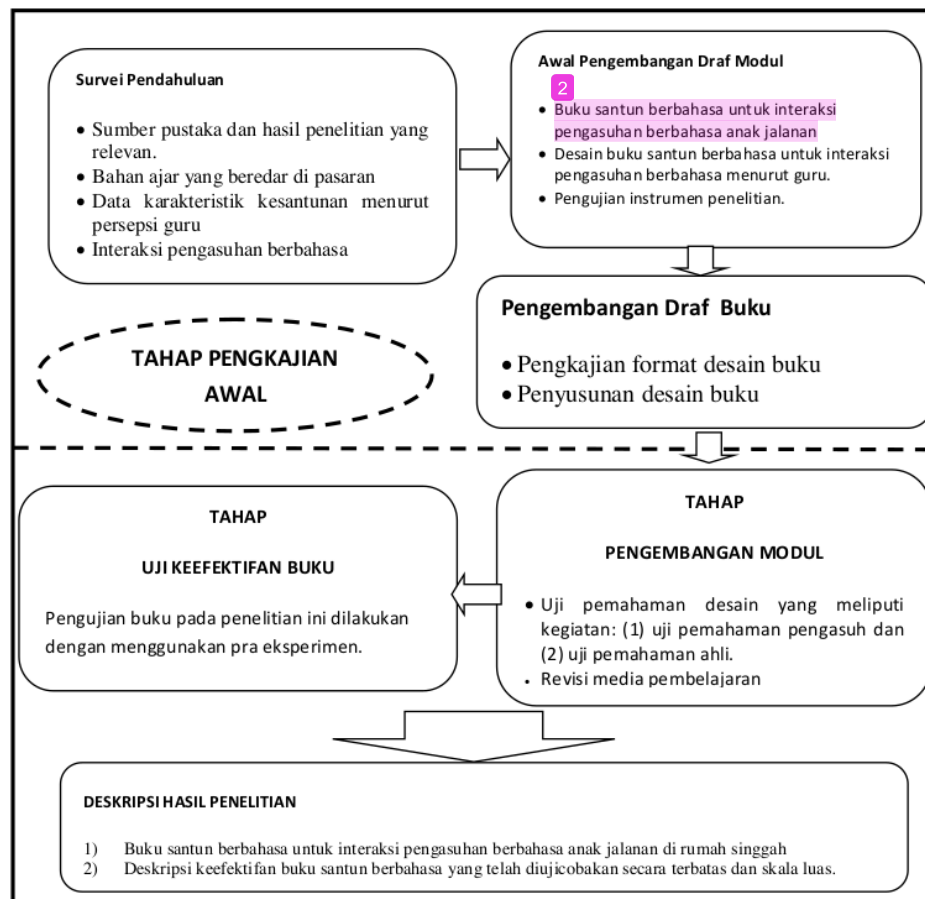 Survei Pendahuluan
• Sumber pustaka dan hasil penelitian yang
relevan.
• Bahan ajar yang beredar di pasaran
• Data karakteristik kesantunan menurut
persepsi guru
• Interaksi pengasuhan berbahasa
Awal Pengembangan Draf Modul
2
• Buku santun berbahasa untuk interaksi
pengasuhan berbahasa anak jalanan
• Desain buku santun berbahasa untuk interaksi
pengasuhan berbahasa menurut guru.
• Pengujian instrumen penelitian.
Pengembangan Draf Buku
• Pengkajian format desain buku
• Penyusunan desain buku
TAHAP PENGKAJIAN
AWAL
TAHAP
PENGEMBANGAN MODUL
• Uji pemahaman desain yang meliputi
kegiatan: (1) uji pemahaman pengasuh dan
(2) uji pemahaman ahli.
• Revisi media pembelajaran
TAHAP
UJI KEEFEKTIFAN BUKU
Pengujian buku pada penelitian ini dilakukan
dengan menggunakan pra eksperimen.
DESKRIPSI HASIL PENELITIAN
1) Buku santun berbahasa untuk interaksi pengasuhan berbahasa anak jalanan di rumah singgah
2) Deskripsi keefektifan buku santun berbahasa yang telah diujicobakan secara terbatas dan skala luas.